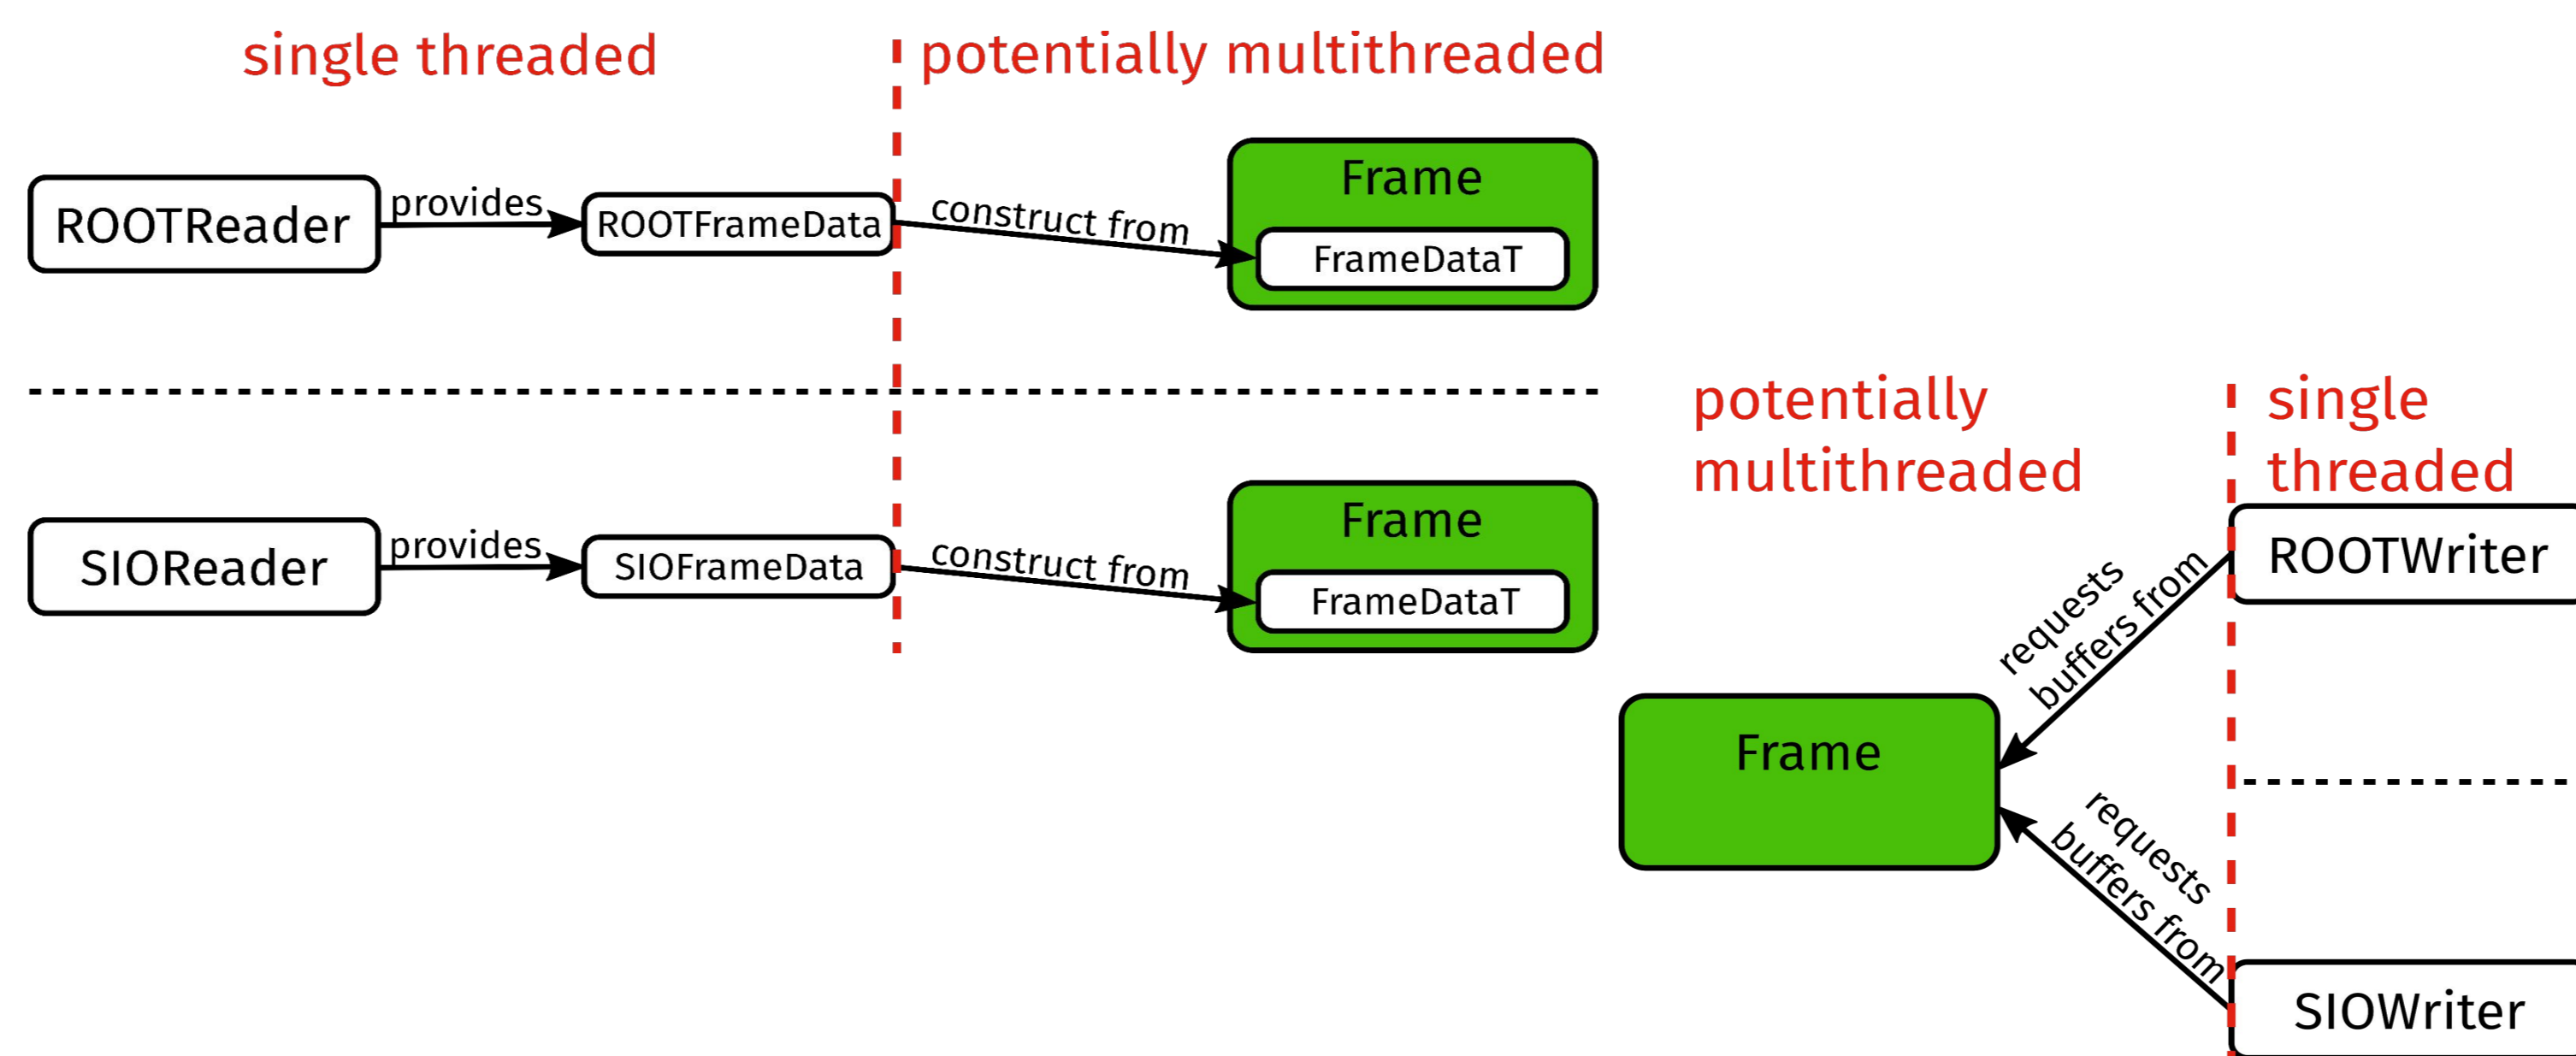 single threaded
potentially multithreaded
ROOTReader
provides
ROOTFrameData
construct from
Frame
FrameDataT
SIOReader
provides
SIOFrameData
construct from
Frame
FrameDataT
potentially
multithreaded
single
threaded
ROOTWriter
requests
buffers from
Frame
requests
buffers from
SIOWriter